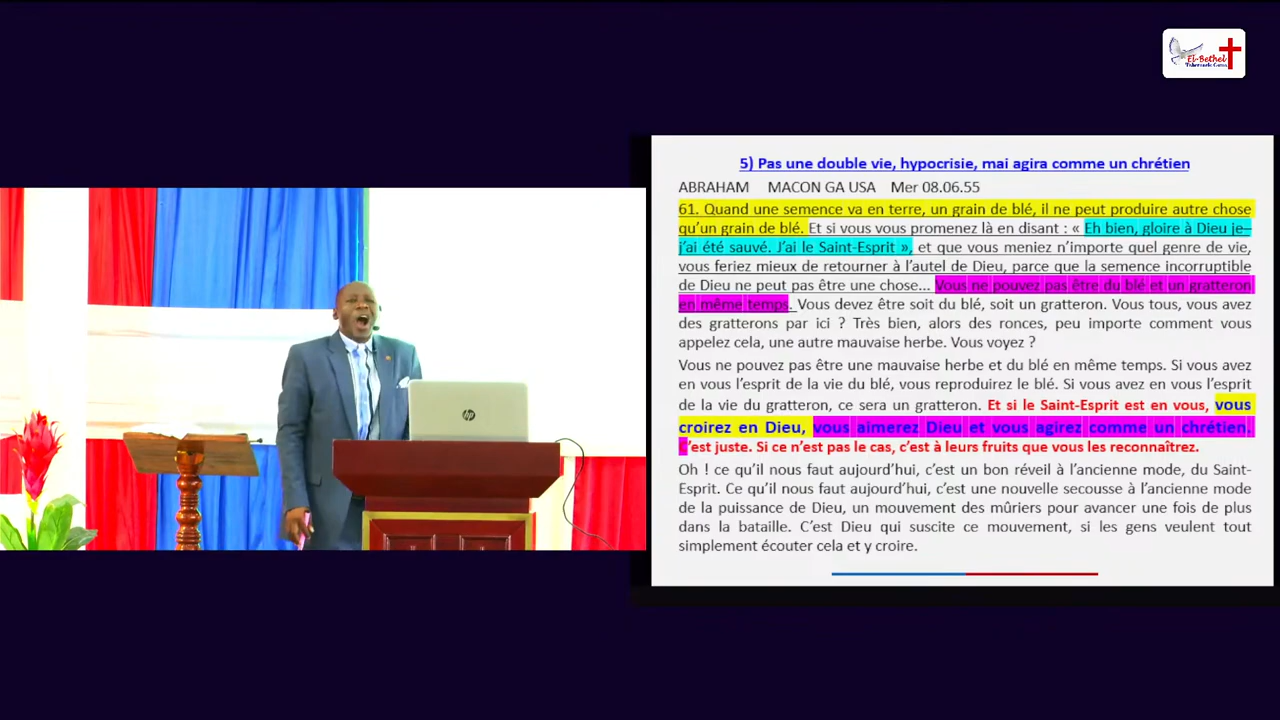 El-Bethel
5) Pas une double vie, hypocrisie, mai agira comme un chrétien
ABRAHAM MACON GA USA Mer 08.06.55
61. Quand une semence va en terre, un grain de blé, il ne peut produire autre chose
qu’un grain de blé. Et si vous vous promenez là en disant : « Eh bien, gloire à Dieu je–
j’ai été sauvé. J’ai le Saint-Esprit », et que vous meniez n’importe quel genre de vie,
vous feriez mieux de retourner à l’autel de Dieu, parce que la semence incorruptible
de Dieu ne peut pas être une chose... Vous ne pouvez pas être du blé et un gratteron
en même temps. Vous devez être soit du blé, soit un gratteron. Vous tous, vous avez
des gratterons par ici ? Très bien, alors des ronces, peu importe comment vous
appelez cela, une autre mauvaise herbe. Vous voyez ?
Vous ne pouvez pas être une mauvaise herbe et du blé en même temps. Si vous avez
en vous l’esprit de la vie du blé, vous reproduirez le blé. Si vous avez en vous l’esprit
de la vie du gratteron, ce sera un gratteron. Et si le Saint-Esprit est en vous, vous
croirez en Dieu, vous aimerez Dieu et vous agirez comme un chrétien.
C’est juste. Si ce n’est pas le cas, c’est à leurs fruits que vous les reconnaîtrez.
Oh ! ce qu’il nous faut aujourd’hui, c’est un bon réveil à l’ancienne mode, du Saint-
Esprit. Ce qu’il nous faut aujourd’hui, c’est une nouvelle secousse à l’ancienne mode
de la puissance de Dieu, un mouvement des mûriers pour avancer une fois de plus
dans la bataille. C’est Dieu qui suscite ce mouvement, si les gens veulent tout
simplement écouter cela et y croire.
hp